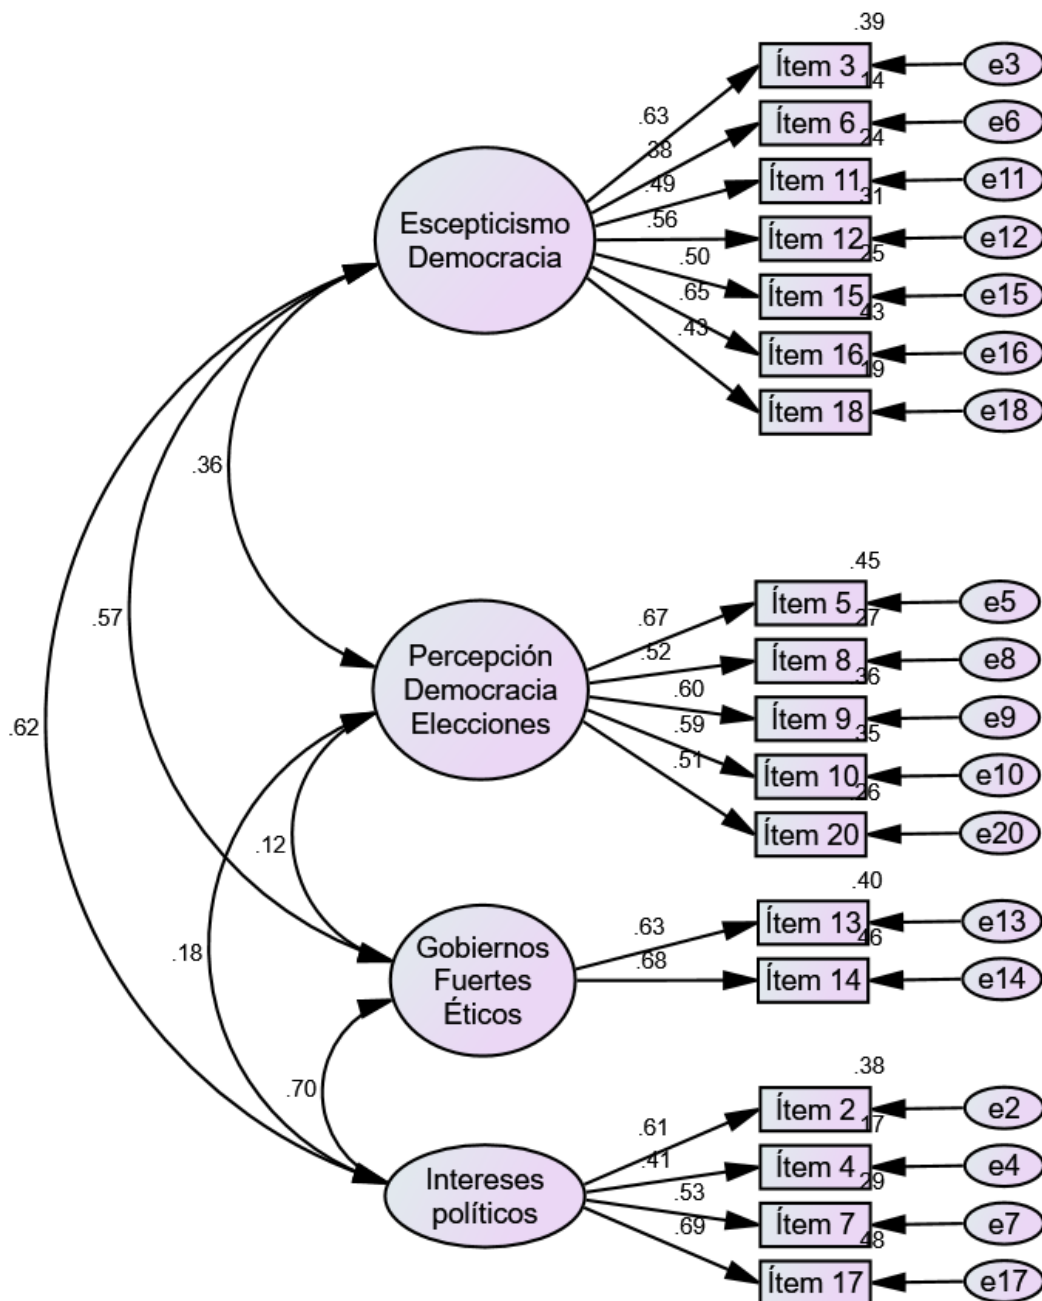 .39
Ítem 3
e3
.14
.63
Ítem 6
e6
.24
.38
Ítem 11
e11
.49
.31
Escepticismo
Democracia
.56
Ítem 12
e12
.25
.50
Ítem 15
e15
.65
.43
Ítem 16
e16
.43
.19
Ítem 18
e18
.36
.45
Ítem 5
e5
.57
.67
.27
.52
Ítem 8
e8
Percepción
Democracia
Elecciones
.36
.60
Ítem 9
e9
.62
.59
.35
.51
Ítem 10
e10
.26
Ítem 20
e20
.12
.40
.63
Ítem 13
e13
.18
Gobiernos
Fuertes
Éticos
.46
.68
Ítem 14
e14
.38
.70
Ítem 2
e2
.61
.17
.41
Ítem 4
e4
.29
Intereses
políticos
.53
Ítem 7
e7
.69
.48
Ítem 17
e17